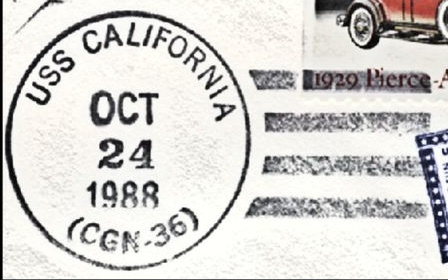 USS CALIFORNIA
OCT
24
1988
(CGN-36)
1929 Pierce-A